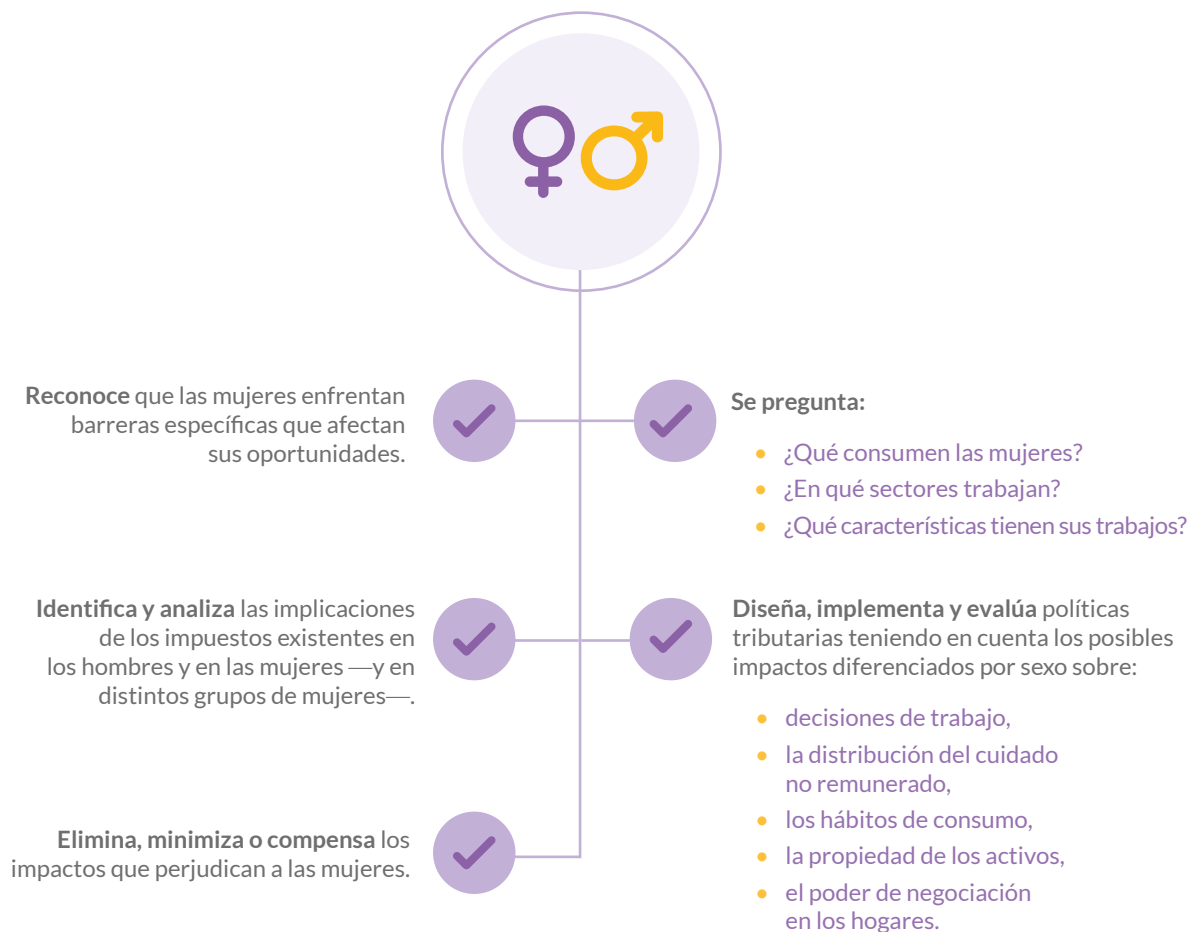 Reconoce que las mujeres enfrentan
barreras específicas que afectan
sus oportunidades.
Se pregunta:
• ¿Qué consumen las mujeres?
• ¿En qué sectores trabajan?
• ¿Qué características tienen sus trabajos?
Identifica y analiza las implicaciones
de los impuestos existentes en
los hombres y en las mujeres —y en
distintos grupos de mujeres—.
Diseña, implementa y evalúa políticas
tributarias teniendo en cuenta los posibles
impactos diferenciados por sexo sobre:
• decisiones de trabajo,
• la distribución del cuidado
no remunerado,
• los hábitos de consumo,
• la propiedad de los activos,
• el poder de negociación
en los hogares.
Elimina, minimiza o compensa los
impactos que perjudican a las mujeres.